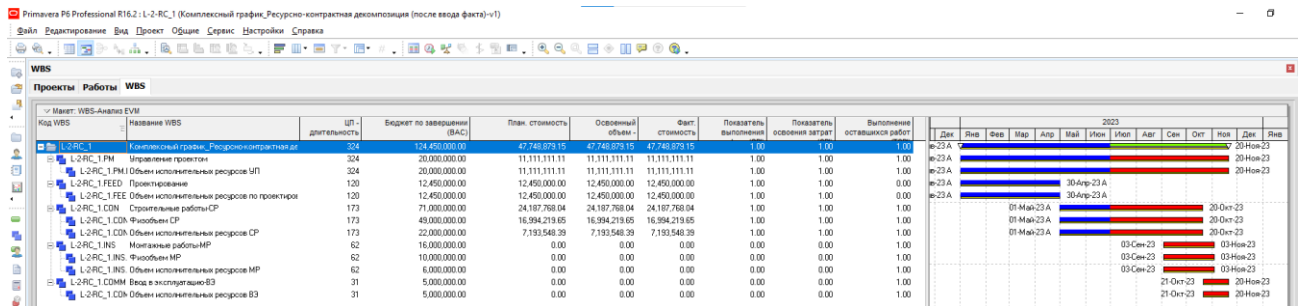 Primavera P6 Professional R16.2 : L-2-RC_1 (Комплексный график_Ресурсно-контрактная декомпозиция (после ввода факта)-v1)
Файл Редактирование Вид Проект Общие Сервис Настройки Справка
WBS
Проекты Работы WBS
Макет: WBS-Анализ EVM
Код WBS Название WBS ЦП - длительность Бюджет по завершении (BAC) План. стоимость Освоенный объем - Факт. стоимость Показатель выполнения Показатель освоения затрат Выполнение оставшихся работ 2023
Дек Янв Фев Мар Апр Май Июн Июл Авг Сен Окт Ноя Дек Янв
L-2-RC_1 Комплексный график_Ресурсно-контрактная де 324 124,450,000.00 47,748,879.15 47,748,879.15 47,748,879.15 1.00 1.00 1.00 в-23 A 20-Ноя-23
L-2-RC_1.PM Управление проектом 324 20,000,000.00 11,111,111.11 11,111,111.11 11,111,111.11 1.00 1.00 1.00 в-23 A 20-Ноя-23
L-2-RC_1.PM.I Объем исполнительных ресурсов УП 324 20,000,000.00 11,111,111.11 11,111,111.11 11,111,111.11 1.00 1.00 1.00 в-23 A 20-Ноя-23
L-2-RC_1.FEED Проектирование 120 12,450,000.00 12,450,000.00 12,450,000.00 12,450,000.00 1.00 1.00 0.00 в-23 A 30-Апр-23 A
L-2-RC_1.FEE Объем исполнительных ресурсов по проектиров 120 12,450,000.00 12,450,000.00 12,450,000.00 12,450,000.00 1.00 1.00 0.00 в-23 A 30-Апр-23 A
L-2-RC_1.CON Строительные работы-СР 173 71,000,000.00 24,187,768.04 24,187,768.04 24,187,768.04 1.00 1.00 1.00 01-Май-23 A 20-Окт-23
L-2-RC_1.CON Физобъем СР 173 49,000,000.00 16,994,219.65 16,994,219.65 16,994,219.65 1.00 1.00 1.00 01-Май-23 A 20-Окт-23
L-2-RC_1.CON Объем исполнительных ресурсов СР 173 22,000,000.00 7,193,548.39 7,193,548.39 7,193,548.39 1.00 1.00 1.00 01-Май-23 A 20-Окт-23
L-2-RC_1.INS Монтажные работы-МР 62 16,000,000.00 0.00 0.00 0.00 0.00 0.00 1.00 03-Сен-23 03-Ноя-23
L-2-RC_1.INS. Физобъем МР 62 10,000,000.00 0.00 0.00 0.00 0.00 0.00 1.00 03-Сен-23 03-Ноя-23
L-2-RC_1.INS. Объем исполнительных ресурсов МР 62 6,000,000.00 0.00 0.00 0.00 0.00 0.00 1.00 03-Сен-23 03-Ноя-23
L-2-RC_1.COMM Ввод в эксплуатацию-ВЭ 31 5,000,000.00 0.00 0.00 0.00 0.00 0.00 1.00 21-Окт-23 20-Ноя-23
L-2-RC_1.CON Объем исполнительных ресурсов ВЭ 31 5,000,000.00 0.00 0.00 0.00 0.00 0.00 1.00 21-Окт-23 20-Ноя-23